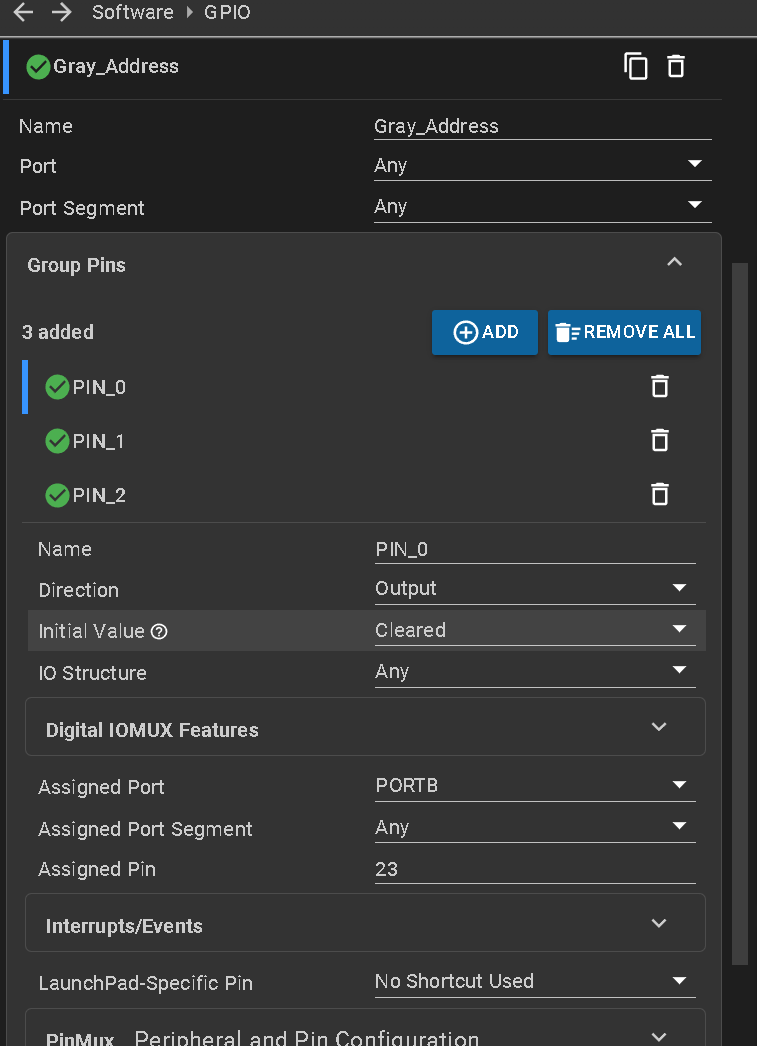 Software GPIO
Gray_Address
Name Gray_Address
Port Any
Port Segment Any
Group Pins
3 added ADD REMOVE ALL
PIN_0
PIN_1
PIN_2
Name PIN_0
Direction Output
Initial Value Cleared
IO Structure Any
Digital IOMUX Features
Assigned Port PORTB
Assigned Port Segment Any
Assigned Pin 23
Interrupts/Events
LaunchPad-Specific Pin No Shortcut Used
PinMux Peripheral and Pin Configuration